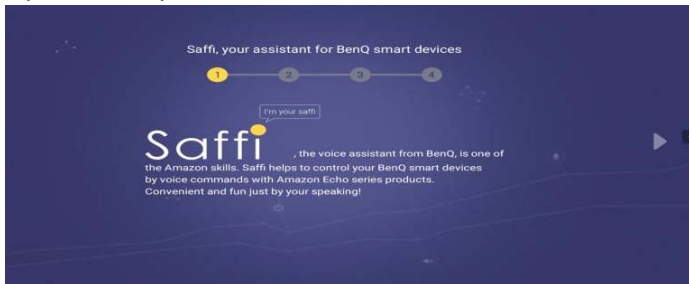 Saffi, your assistant for BenQ smart devices
1 2 3 4
I'm your saffi
Saffi , the voice assistant from BenQ, is one of
the Amazon skills. Saffi helps to control your BenQ smart devices
by voice commands with Amazon Echo series products.
Convenient and fun just by your speaking!